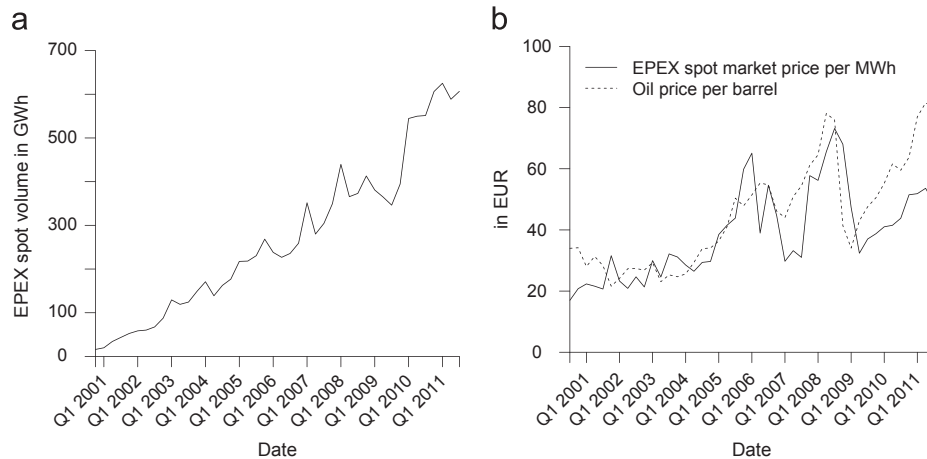 a
700
500
300
100
0
EPEX spot volume in GWh
Q1 2001
Q1 2002
Q1 2003
Q1 2004
Q1 2005
Q1 2006
Q1 2007
Q1 2008
Q1 2009
Q1 2010
Q1 2011
Date
b
100
80
60
40
20
0
in EUR
EPEX spot market price per MWh
Oil price per barrel
Q1 2001
Q1 2002
Q1 2003
Q1 2004
Q1 2005
Q1 2006
Q1 2007
Q1 2008
Q1 2009
Q1 2010
Q1 2011
Date